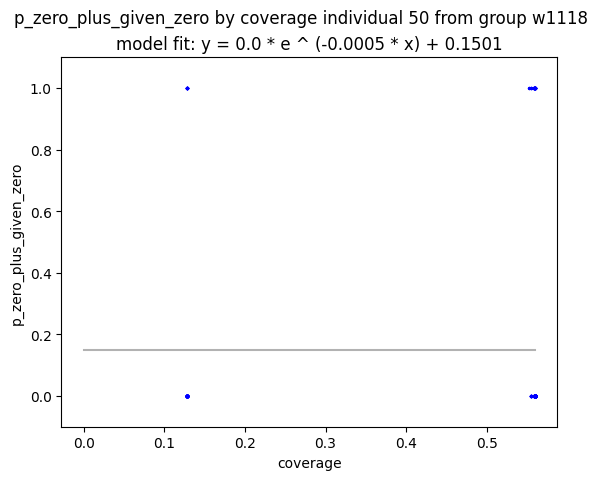 p_zero_plus_given_zero by coverage individual 50 from group w1118
model fit: y = 0.0 * e ^ (-0.0005 * x) + 0.1501
p_zero_plus_given_zero
1.0
0.8
0.6
0.4
0.2
0.0
0.0 0.1 0.2 0.3 0.4 0.5
coverage